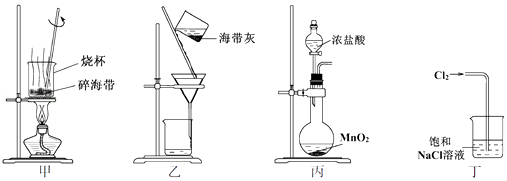 烧杯
碎海带
甲
海带灰
乙
浓盐酸
MnO₂
丙
Cl₂
饱和
NaCl溶液
丁